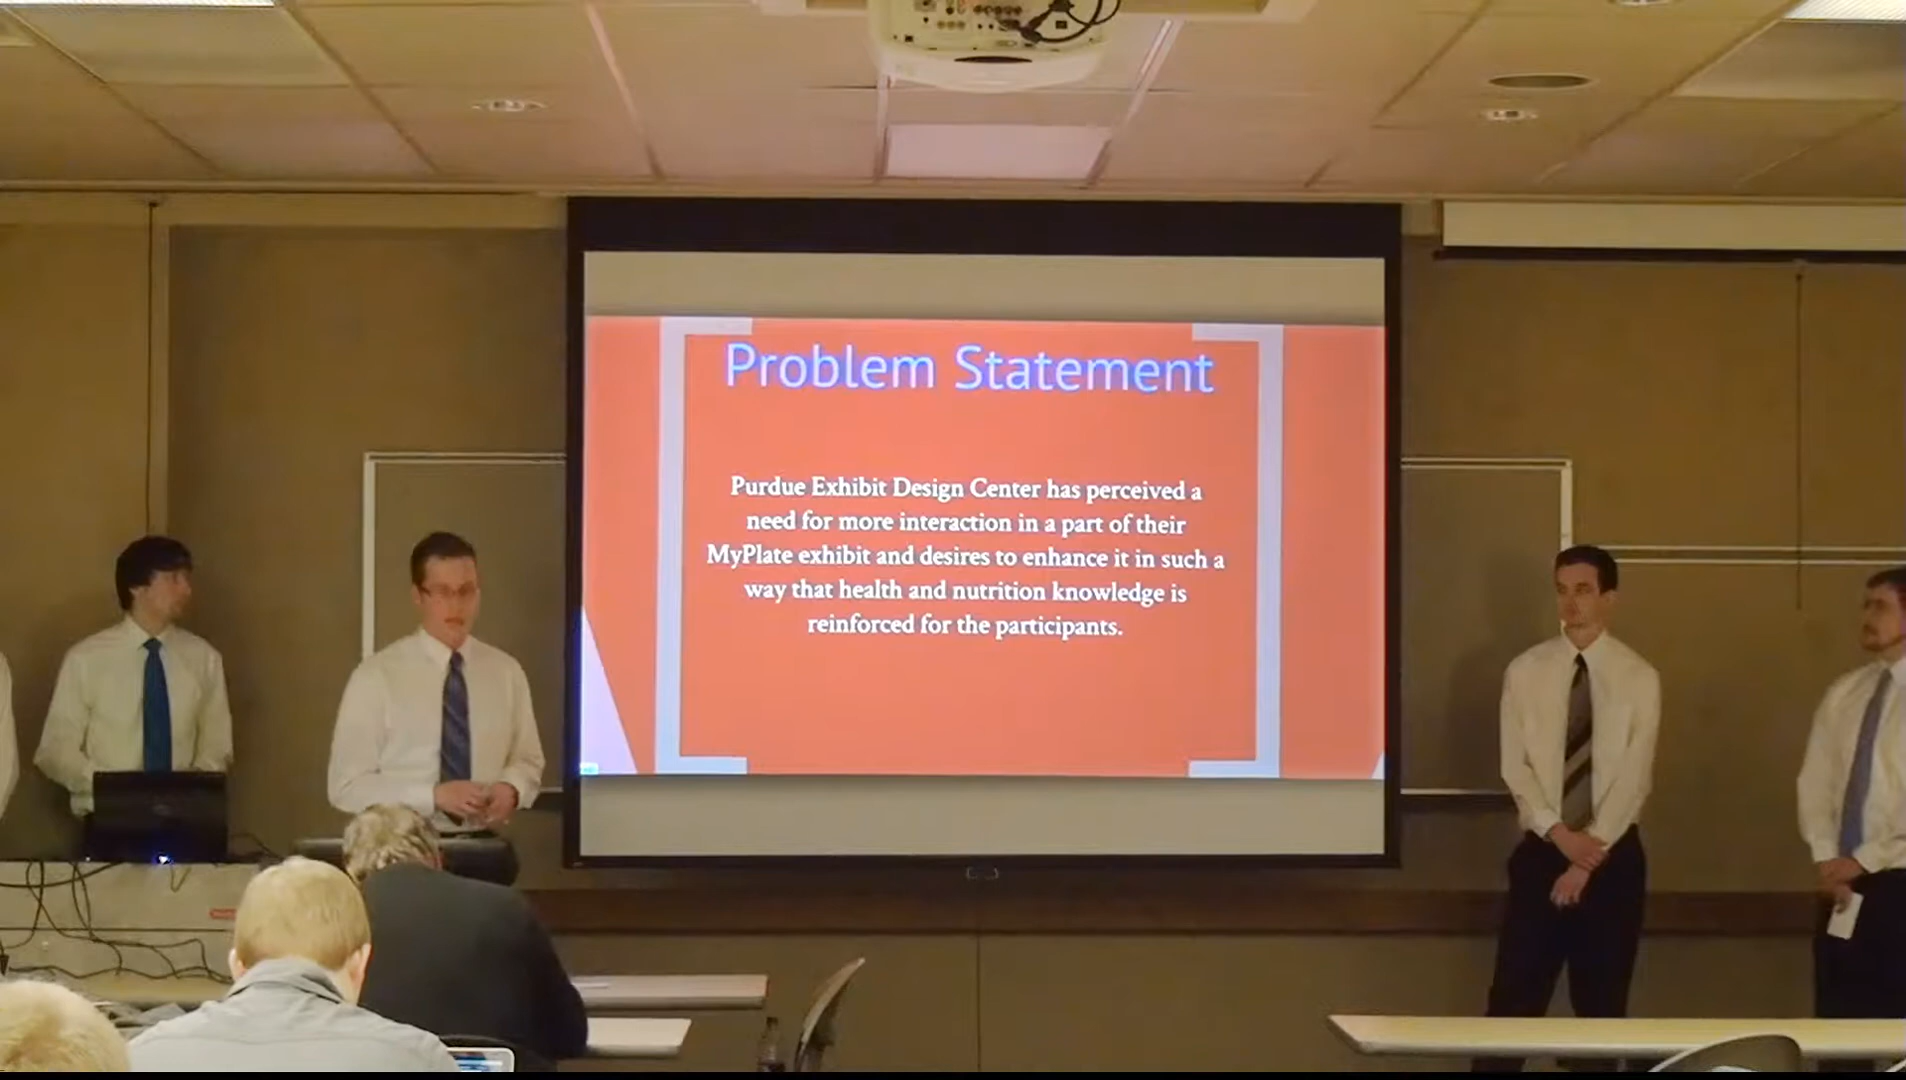 Problem Statement
Purdue Exhibit Design Center has perceived a
need for more interaction in a part of their
MyPlate exhibit and desires to enhance it in such a
way that health and nutrition knowledge is
reinforced for the participants.